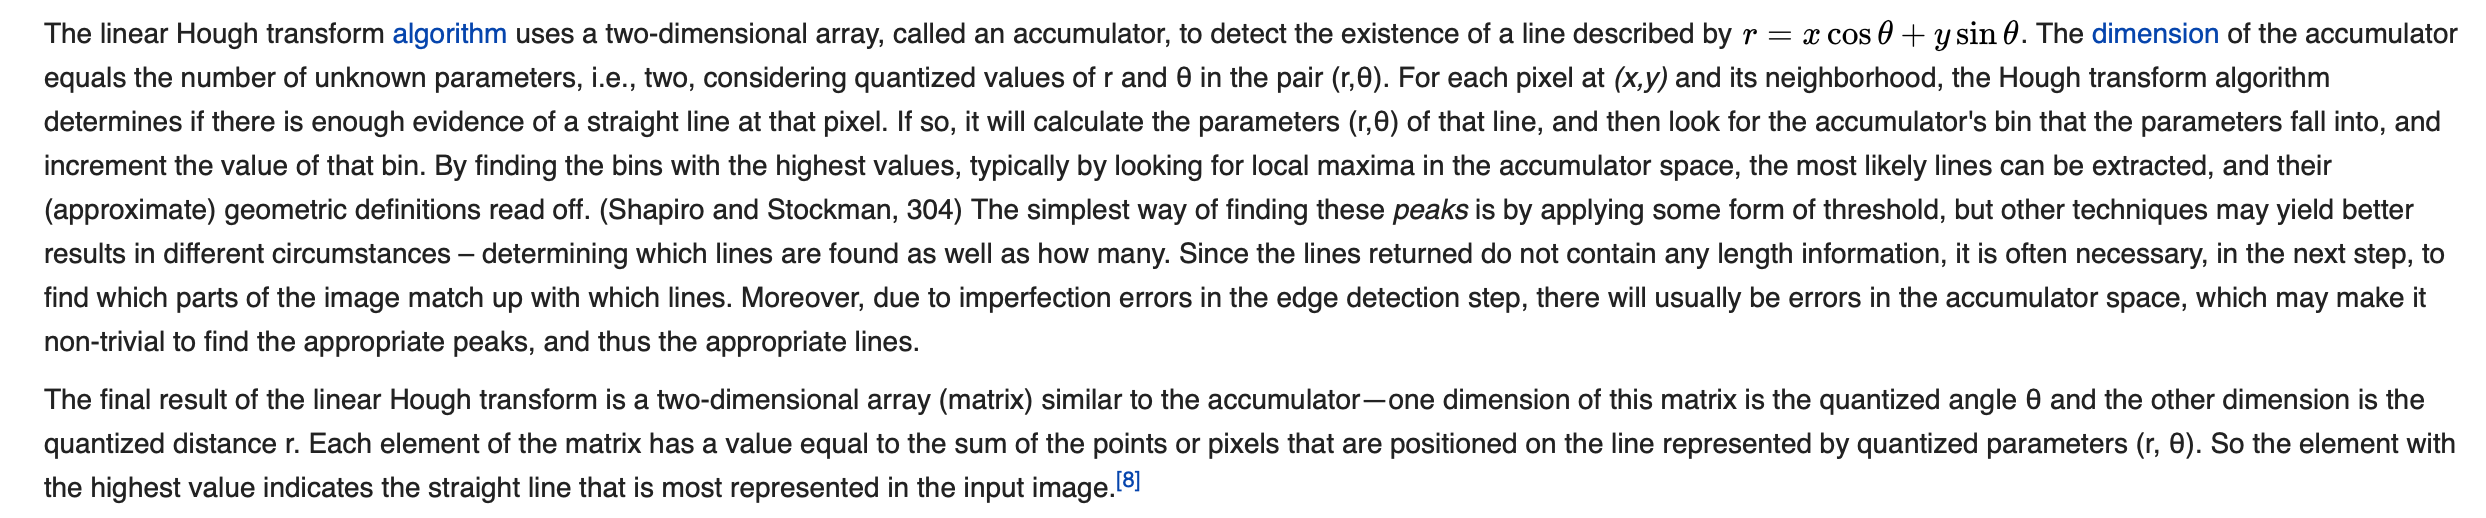 The linear Hough transform algorithm uses a two-dimensional array, called an accumulator, to detect the existence of a line described by r = x cos θ + y sin θ. The dimension of the accumulator
equals the number of unknown parameters, i.e., two, considering quantized values of r and θ in the pair (r,θ). For each pixel at (x,y) and its neighborhood, the Hough transform algorithm
determines if there is enough evidence of a straight line at that pixel. If so, it will calculate the parameters (r,θ) of that line, and then look for the accumulator's bin that the parameters fall into, and
increment the value of that bin. By finding the bins with the highest values, typically by looking for local maxima in the accumulator space, the most likely lines can be extracted, and their
(approximate) geometric definitions read off. (Shapiro and Stockman, 304) The simplest way of finding these peaks is by applying some form of threshold, but other techniques may yield better
results in different circumstances – determining which lines are found as well as how many. Since the lines returned do not contain any length information, it is often necessary, in the next step, to
find which parts of the image match up with which lines. Moreover, due to imperfection errors in the edge detection step, there will usually be errors in the accumulator space, which may make it
non-trivial to find the appropriate peaks, and thus the appropriate lines.
The final result of the linear Hough transform is a two-dimensional array (matrix) similar to the accumulator—one dimension of this matrix is the quantized angle θ and the other dimension is the
quantized distance r. Each element of the matrix has a value equal to the sum of the points or pixels that are positioned on the line represented by quantized parameters (r, θ). So the element with
the highest value indicates the straight line that is most represented in the input image.[8]